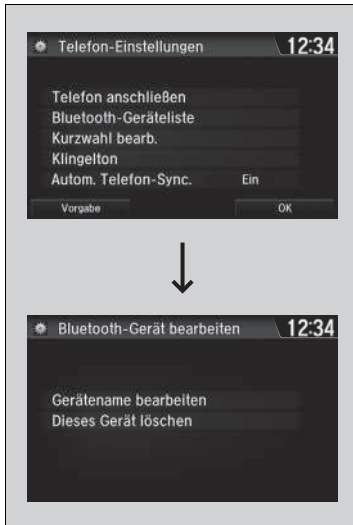 Telefon-Einstellungen 12:34
Telefon anschließen
Bluetooth-Geräteliste
Kurzwahl bearb.
Klingelton
Autom. Telefon-Sync. Ein
Vorgabe OK
Bluetooth-Gerät bearbeiten 12:34
Gerätename bearbeiten
Dieses Gerät löschen